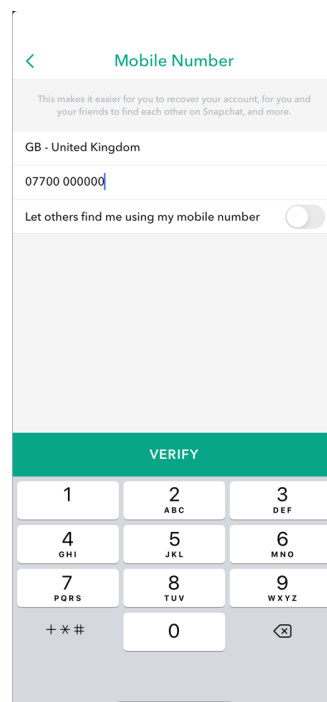 Mobile Number
This makes it easier for you to recover your account, for you and
your friends to find each other on Snapchat, and more.
GB - United Kingdom
07700 000000
Let others find me using my mobile number
VERIFY
1
2
ABC
3
DEF
4
GHI
5
JKL
6
MNO
7
PQRS
8
TUV
9
WXYZ
+*#
0